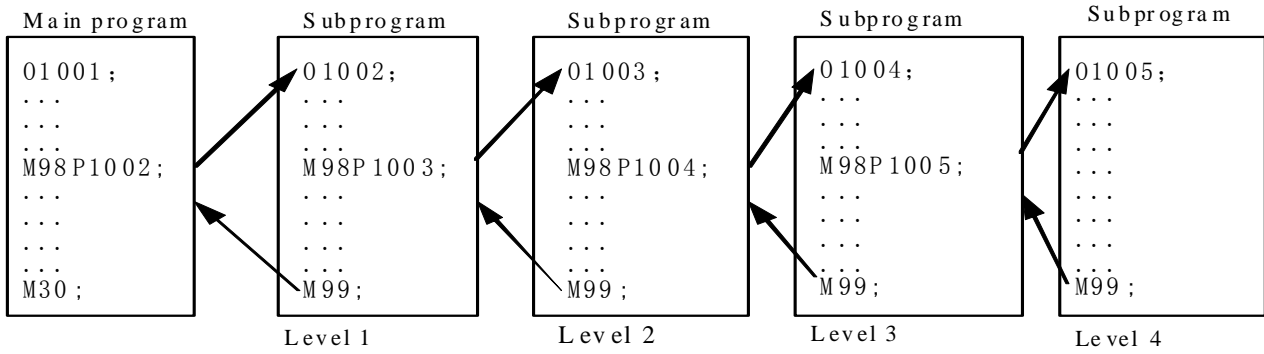 Main program
O1001;
...
...
...
M98P1002;
...
...
...
...
M30;
Subprogram
O1002;
...
...
...
M98P1003;
...
...
...
...
M99;
Level 1
Subprogram
O1003;
...
...
...
M98P1004;
...
...
...
...
M99;
Level 2
Subprogram
O1004;
...
...
...
M98P1005;
...
...
...
...
M99;
Level 3
Subprogram
O1005;
...
...
...
...
...
...
...
...
M99;
Level 4